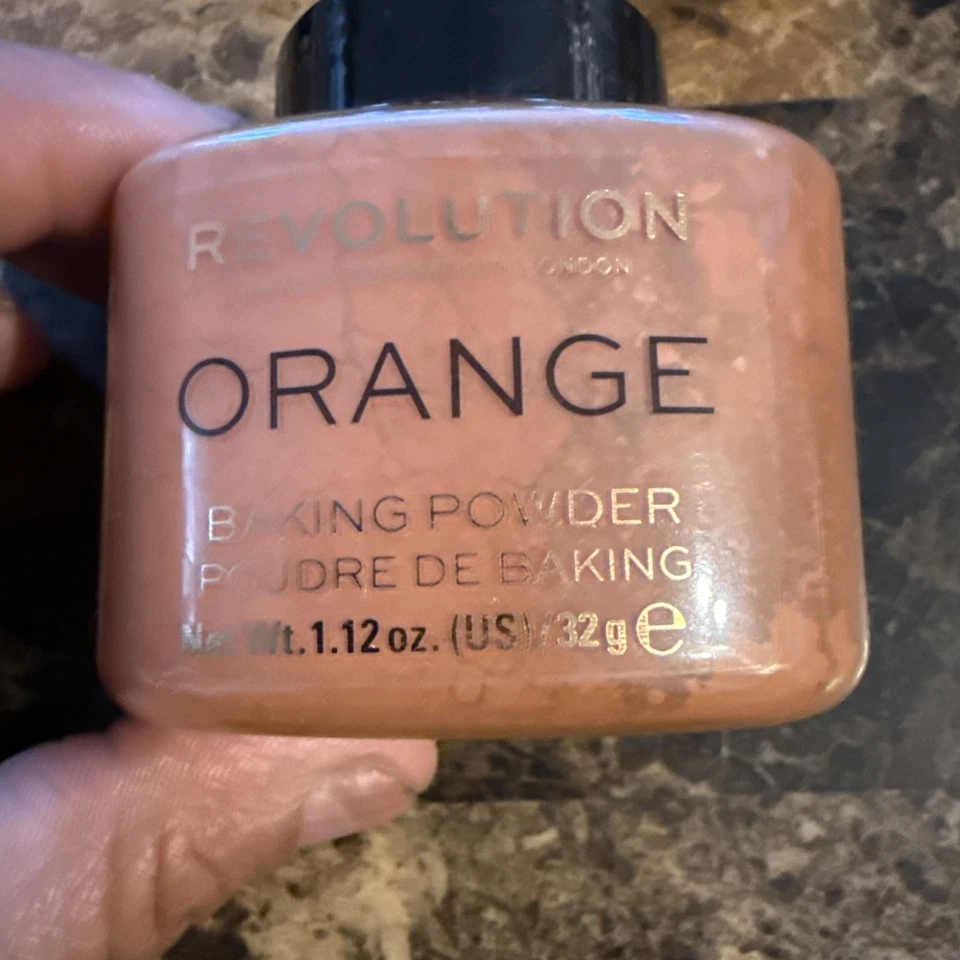 REVOLUTION
LONDON
ORANGE
BAKING POWDER
POUDRE DE BAKING
Net Wt. 1.12 oz. (US) / 32 g e